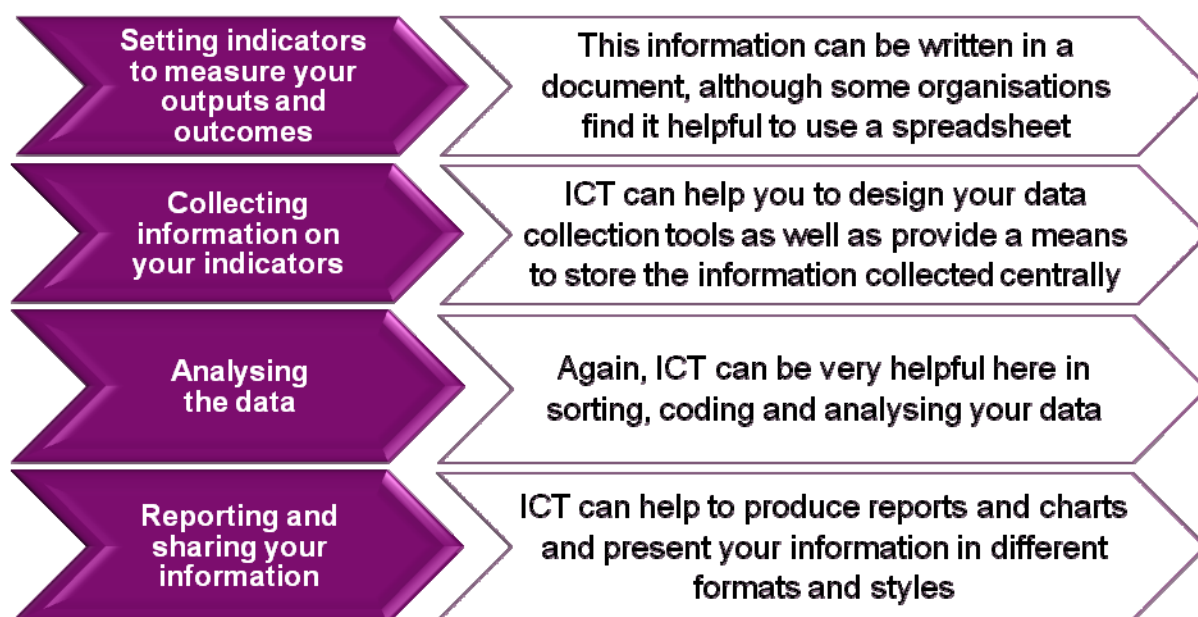 Setting indicators
to measure your
outputs and
outcomes
This information can be written in a
document, although some organisations
find it helpful to use a spreadsheet
Collecting
information on
your indicators
ICT can help you to design your data
collection tools as well as provide a means
to store the information collected centrally
Analysing
the data
Again, ICT can be very helpful here in
sorting, coding and analysing your data
Reporting and
sharing your
information
ICT can help to produce reports and charts
and present your information in different
formats and styles